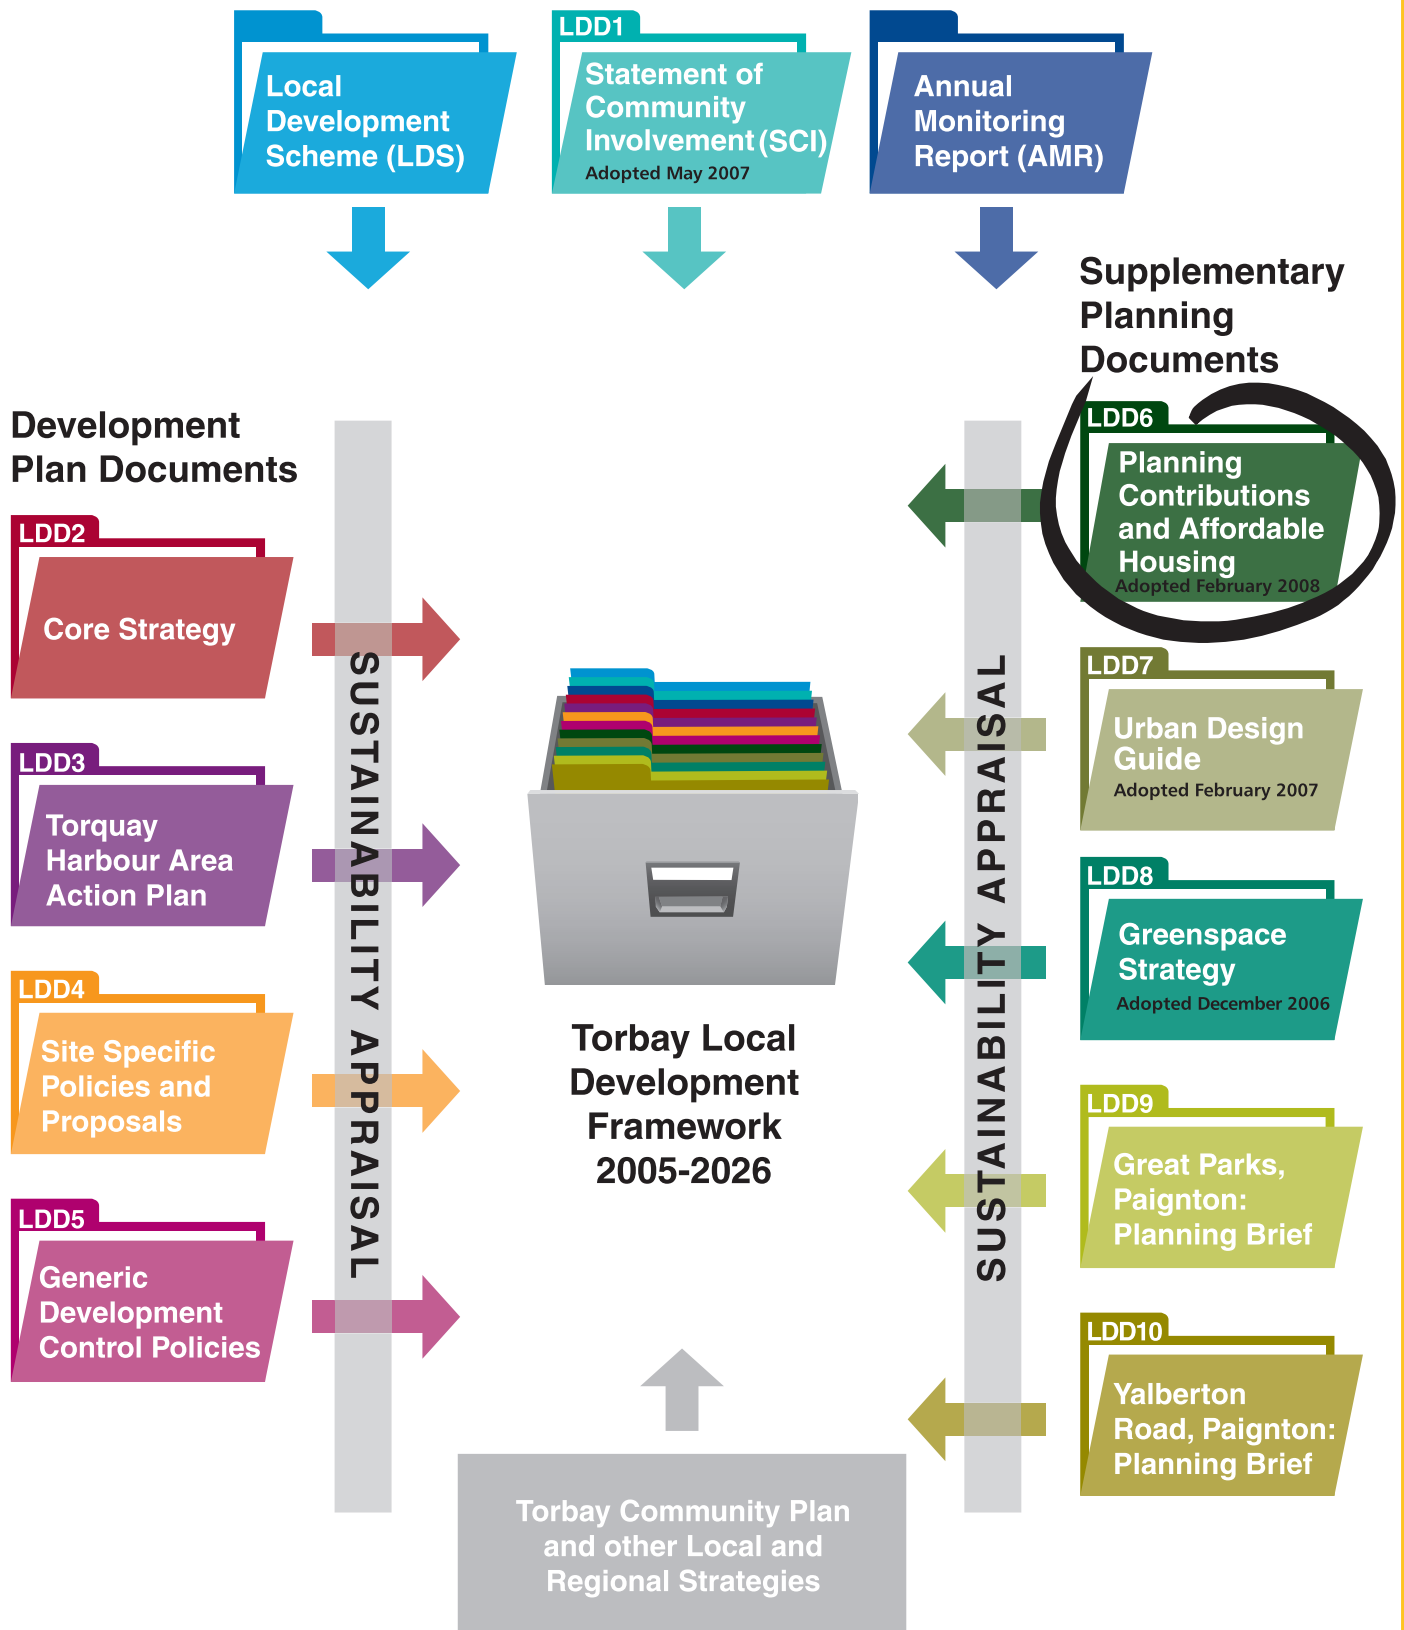 Local
Development
Scheme (LDS)
LDD1
Statement of
Community
Involvement (SCI)
Adopted May 2007
Annual
Monitoring
Report (AMR)
Development
Plan Documents
LDD2
Core Strategy
LDD3
Torquay
Harbour Area
Action Plan
LDD4
Site Specific
Policies and
Proposals
LDD5
Generic
Development
Control Policies
SUSTAINABILITY APPRAISAL
Torbay Local
Development
Framework
2005-2026
Torbay Community Plan
and other Local and
Regional Strategies
SUSTAINABILITY APPRAISAL
Supplementary
Planning
Documents
LDD6
Planning
Contributions
and Affordable
Housing
Adopted February 2008
LDD7
Urban Design
Guide
Adopted February 2007
LDD8
Greenspace
Strategy
Adopted December 2006
LDD9
Great Parks,
Paignton:
Planning Brief
LDD10
Yalberton
Road, Paignton:
Planning Brief